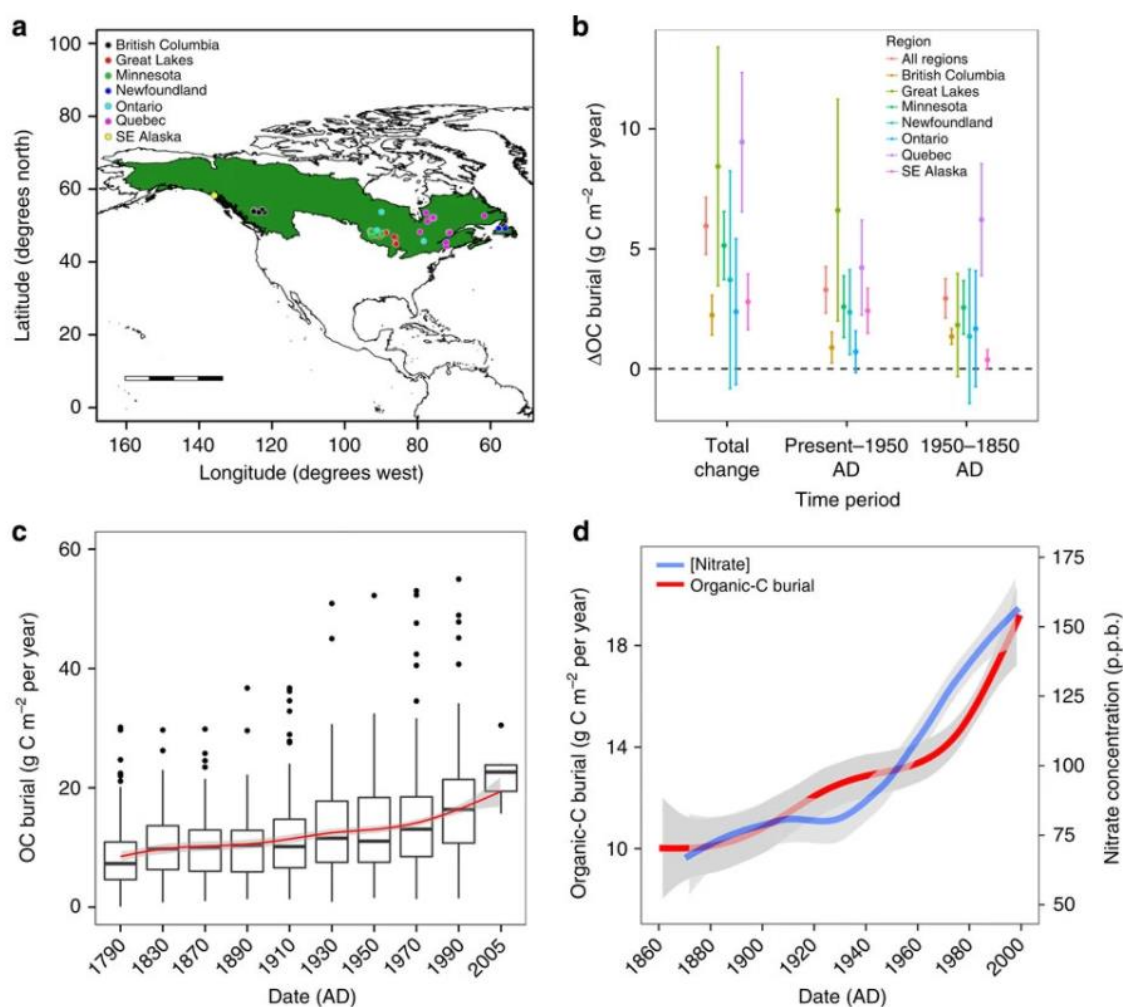 a
100
80
60
40
20
0
Latitude (degrees north)
British Columbia
Great Lakes
Minnesota
Newfoundland
Ontario
Quebec
SE Alaska
160
140
120
100
80
60
Longitude (degrees west)
b
10
5
0
ΔOC burial (g C m⁻² per year)
Region
All regions
British Columbia
Great Lakes
Minnesota
Newfoundland
Ontario
Quebec
SE Alaska
Total
change
Present–1950
AD
1950–1850
AD
Time period
c
60
40
20
0
OC burial (g C m⁻² per year)
1790
1830
1870
1890
1910
1930
1950
1970
1990
2005
Date (AD)
d
[Nitrate]
Organic-C burial
18
14
10
Organic-C burial (g C m⁻² per year)
175
150
125
100
75
50
Nitrate concentration (p.p.b.)
1860
1880
1900
1920
1940
1960
1980
2000
Date (AD)